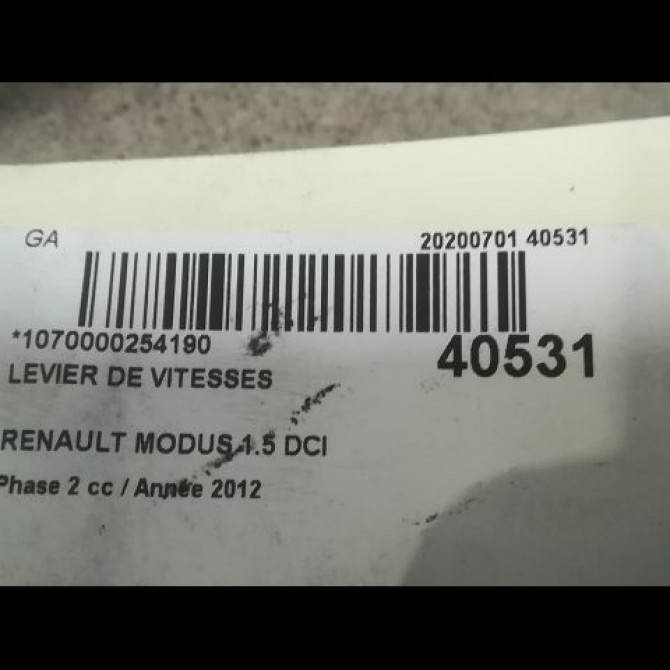 GA
20200701 40531
*1070000254190
40531
LEVIER DE VITESSES
RENAULT MODUS 1.5 DCI
Phase 2 cc / Année 2012